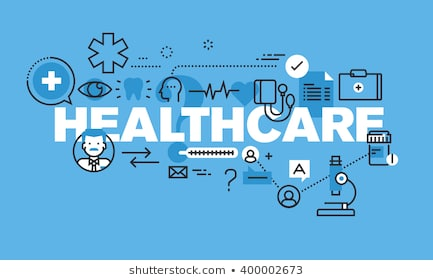 HEALTHCARE
A
?
shutterstock.com • 400002673